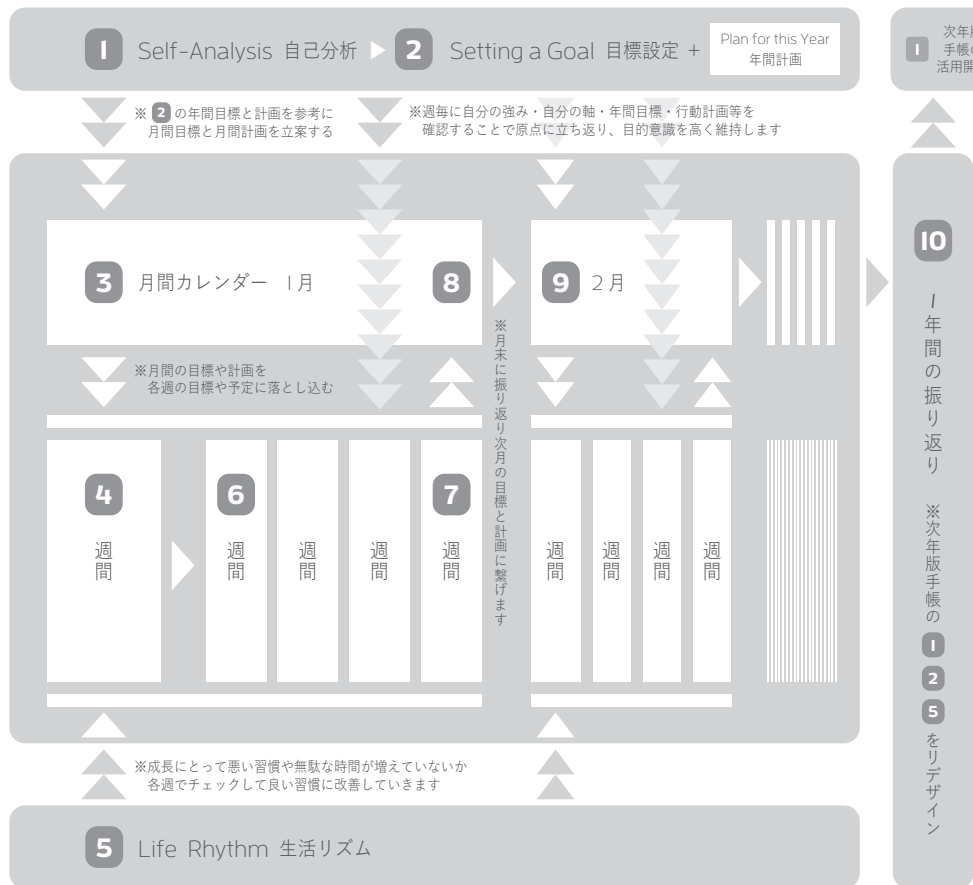 1 Self-Analysis 自己分析 2 Setting a Goal 目標設定 +
Plan for this Year
年間計画
1
次年
手帳
活用開
※ 2 の年間目標と計画を参考に
月間目標と月間計画を立案する
※週毎に自分の強み・自分の軸・年間目標・行動計画等を
確認することで原点に立ち返り、目的意識を高く維持します
3 月間カレンダー 1月
8
9 2月
※月間の目標や計画を
各週の目標や予定に落とし込む
※月末に振り返り次月の目標と計画に繋げます
4 週間
6 週間
週間
週間
7 週間
週間
週間
週間
週間
10 1年間の振り返り ※次年版手帳の 1 2 5 をリデザイン
※成長にとって悪い習慣や無駄な時間が増えていないか
各週でチェックして良い習慣に改善していきます
5 Life Rhythm 生活リズム